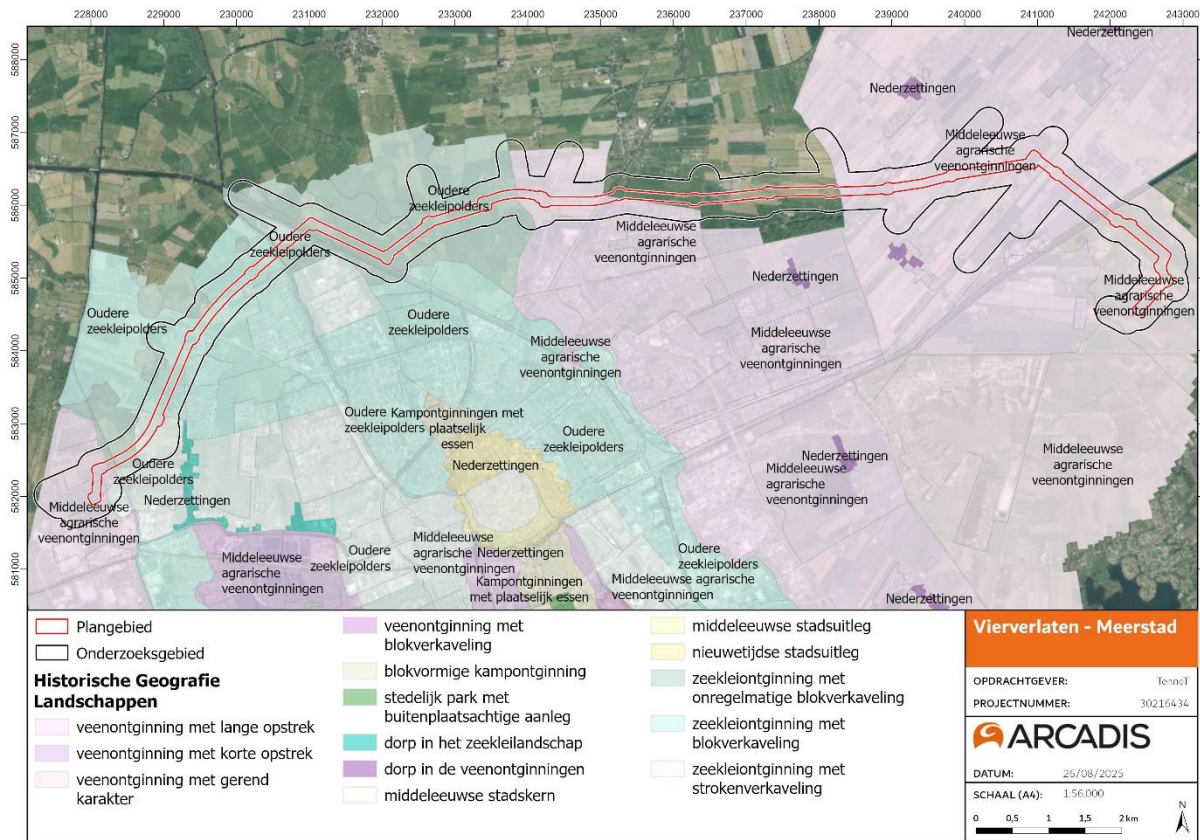 228000 229000 230000 231000 232000 233000 234000 235000 236000 237000 238000 239000 240000 241000 242000 243000
588000
587000
586000
585000
584000
583000
582000
581000
Nederzettingen
Nederzettingen
Middeleeuwse
agrarische
veenontginningen
Oudere
zeekleipolders
Oudere
zeekleipolders
Middeleeuwse
agrarische
veenontginningen
Nederzettingen
Middeleeuwse
agrarische
veenontginningen
Oudere
zeekleipolders
Oudere
zeekleipolders
Middeleeuwse
agrarische
veenontginningen
Middeleeuwse
agrarische
veenontginningen
Oudere
zeekleipolders
Kampontginningen met
plaatselijk
essen
Oudere
zeekleipolders
Nederzettingen
Nederzettingen
Middeleeuwse
agrarische
veenontginningen
Middeleeuwse
agrarische
veenontginningen
Oudere
zeekleipolders
Nederzettingen
Middeleeuwse
agrarische
veenontginningen
Middeleeuwse
agrarische
veenontginningen
Oudere
zeekleipolders
Middeleeuwse
agrarische
veenontginningen
Nederzettingen
Kampontginningen
met plaatselijk essen
Oudere
zeekleipolders
Middeleeuwse agrarische
veenontginningen
Nederzettingen
Plangebied
Onderzoeksgebied
Historische Geografie
Landschappen
veenontginning met lange opstrek
veenontginning met korte opstrek
veenontginning met gerend
karakter
veenontginning met
blokverkaveling
blokvormige kampontginning
stedelijk park met
buitenplaatsachtige aanleg
dorp in het zeekleilandschap
dorp in de veenontginningen
middeleeuwse stadskern
middeleeuwse stadsuitleg
nieuwetijdse stadsuitleg
zeekleiontginning met
onregelmatige blokverkaveling
zeekleiontginning met
blokverkaveling
zeekleiontginning met
strokenverkaveling
Vierverlaten - Meerstad
OPDRACHTGEVER: TenneT
PROJECTNUMMER: 30216434
ARCADIS
DATUM: 26/08/2025
SCHAAL (A4): 1:56.000
0 0,5 1 1,5 2 km
N